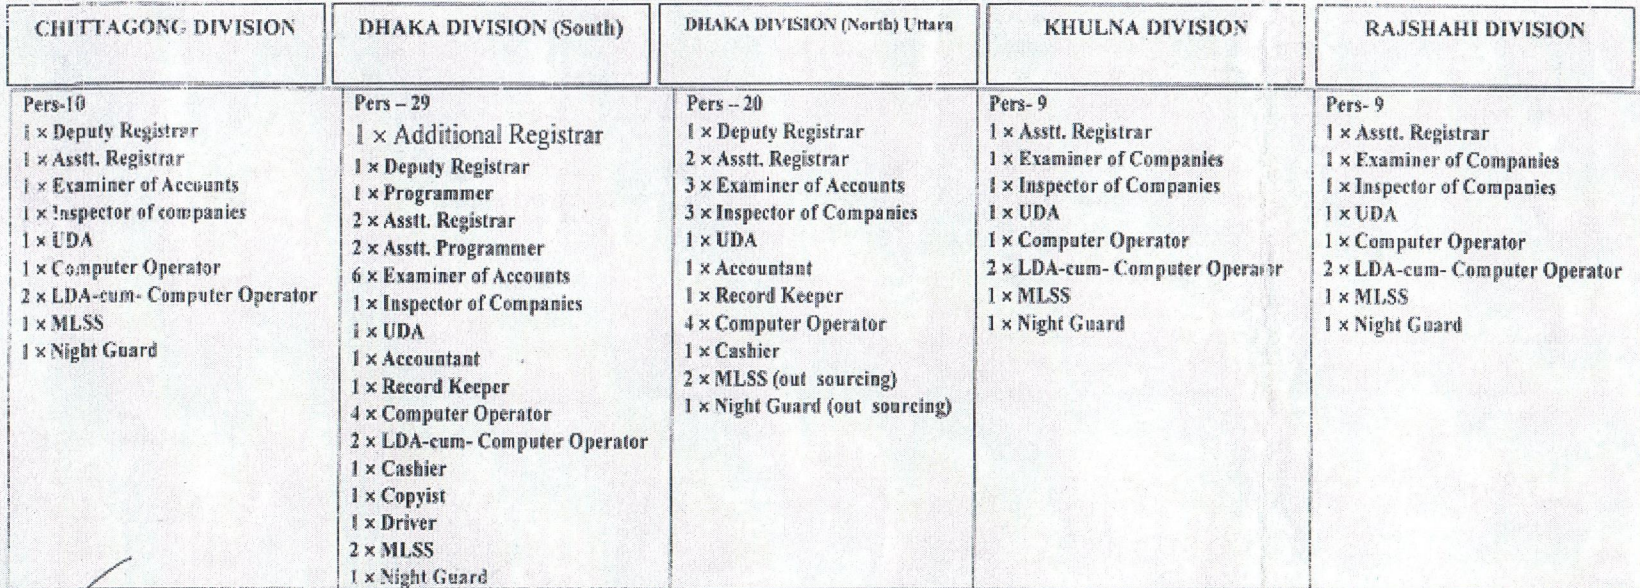 CHITTAGONG DIVISION
Pers-10
1 × Deputy Registrar
1 × Asstt. Registrar
1 × Examiner of Accounts
1 × Inspector of companies
1 × UDA
1 × Computer Operator
2 × LDA-cum- Computer Operator
1 × MLSS
1 × Night Guard
DHAKA DIVISION (South)
Pers – 29
1 × Additional Registrar
1 × Deputy Registrar
1 × Programmer
2 × Asstt. Registrar
2 × Asstt. Programmer
6 × Examiner of Accounts
1 × Inspector of Companies
1 × UDA
1 × Accountant
1 × Record Keeper
4 × Computer Operator
2 × LDA-cum- Computer Operator
1 × Cashier
1 × Copyist
1 × Driver
2 × MLSS
1 × Night Guard
DHAKA DIVISION (North) Uttara
Pers – 20
1 × Deputy Registrar
2 × Asstt. Registrar
3 × Examiner of Accounts
3 × Inspector of Companies
1 × UDA
1 × Accountant
1 × Record Keeper
4 × Computer Operator
1 × Cashier
2 × MLSS (out sourcing)
1 × Night Guard (out sourcing)
KHULNA DIVISION
Pers- 9
1 × Asstt. Registrar
1 × Examiner of Companies
1 × Inspector of Companies
1 × UDA
1 × Computer Operator
2 × LDA-cum- Computer Operator
1 × MLSS
1 × Night Guard
RAJSHAHI DIVISION
Pers- 9
1 × Asstt. Registrar
1 × Examiner of Companies
1 × Inspector of Companies
1 × UDA
1 × Computer Operator
2 × LDA-cum- Computer Operator
1 × MLSS
1 × Night Guard